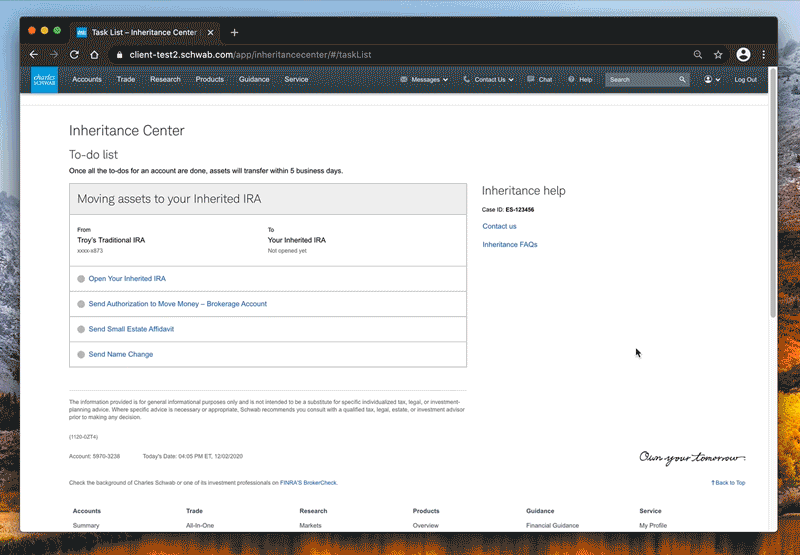 Task List – Inheritance Center
client-test2.schwab.com/app/inheritancecenter/#/taskList
charles
SCHWAB
Accounts Trade Research Products Guidance Service Messages Contact Us Chat Help Search Log Out
Inheritance Center
To-do list
Once all the to-dos for an account are done, assets will transfer within 5 business days.
Moving assets to your Inherited IRA
From To
Troy's Traditional IRA Your Inherited IRA
xxxx-x873 Not opened yet
Open Your Inherited IRA
Send Authorization to Move Money – Brokerage Account
Send Small Estate Affidavit
Send Name Change
Inheritance help
Case ID: ES-123456
Contact us
Inheritance FAQs
The information provided is for general informational purposes only and is not intended to be a substitute for specific individualized tax, legal, or investment-
planning advice. Where specific advice is necessary or appropriate, Schwab recommends you consult with a qualified tax, legal, estate, or investment advisor
prior to making any decision.
(1120-0ZT4)
Account: 5970-3238 Today's Date: 04:05 PM ET, 12/02/2020
Own your tomorrow.
Check the background of Charles Schwab or one of its investment professionals on FINRA'S BrokerCheck.
Back to Top
Accounts Trade Research Products Guidance Service
Summary All-In-One Markets Overview Financial Guidance My Profile